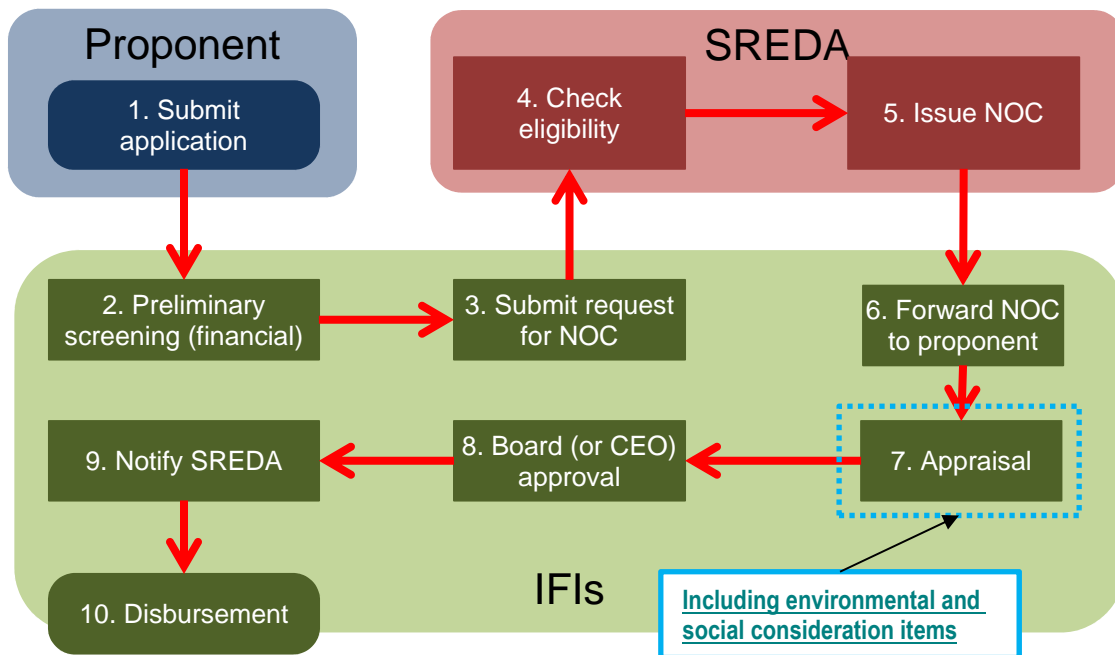 Proponent
1. Submit
application
SREDA
4. Check
eligibility
5. Issue NOC
2. Preliminary
screening (financial)
3. Submit request
for NOC
6. Forward NOC
to proponent
9. Notify SREDA
8. Board (or CEO)
approval
7. Appraisal
10. Disbursement
IFIs
Including environmental and
social consideration items